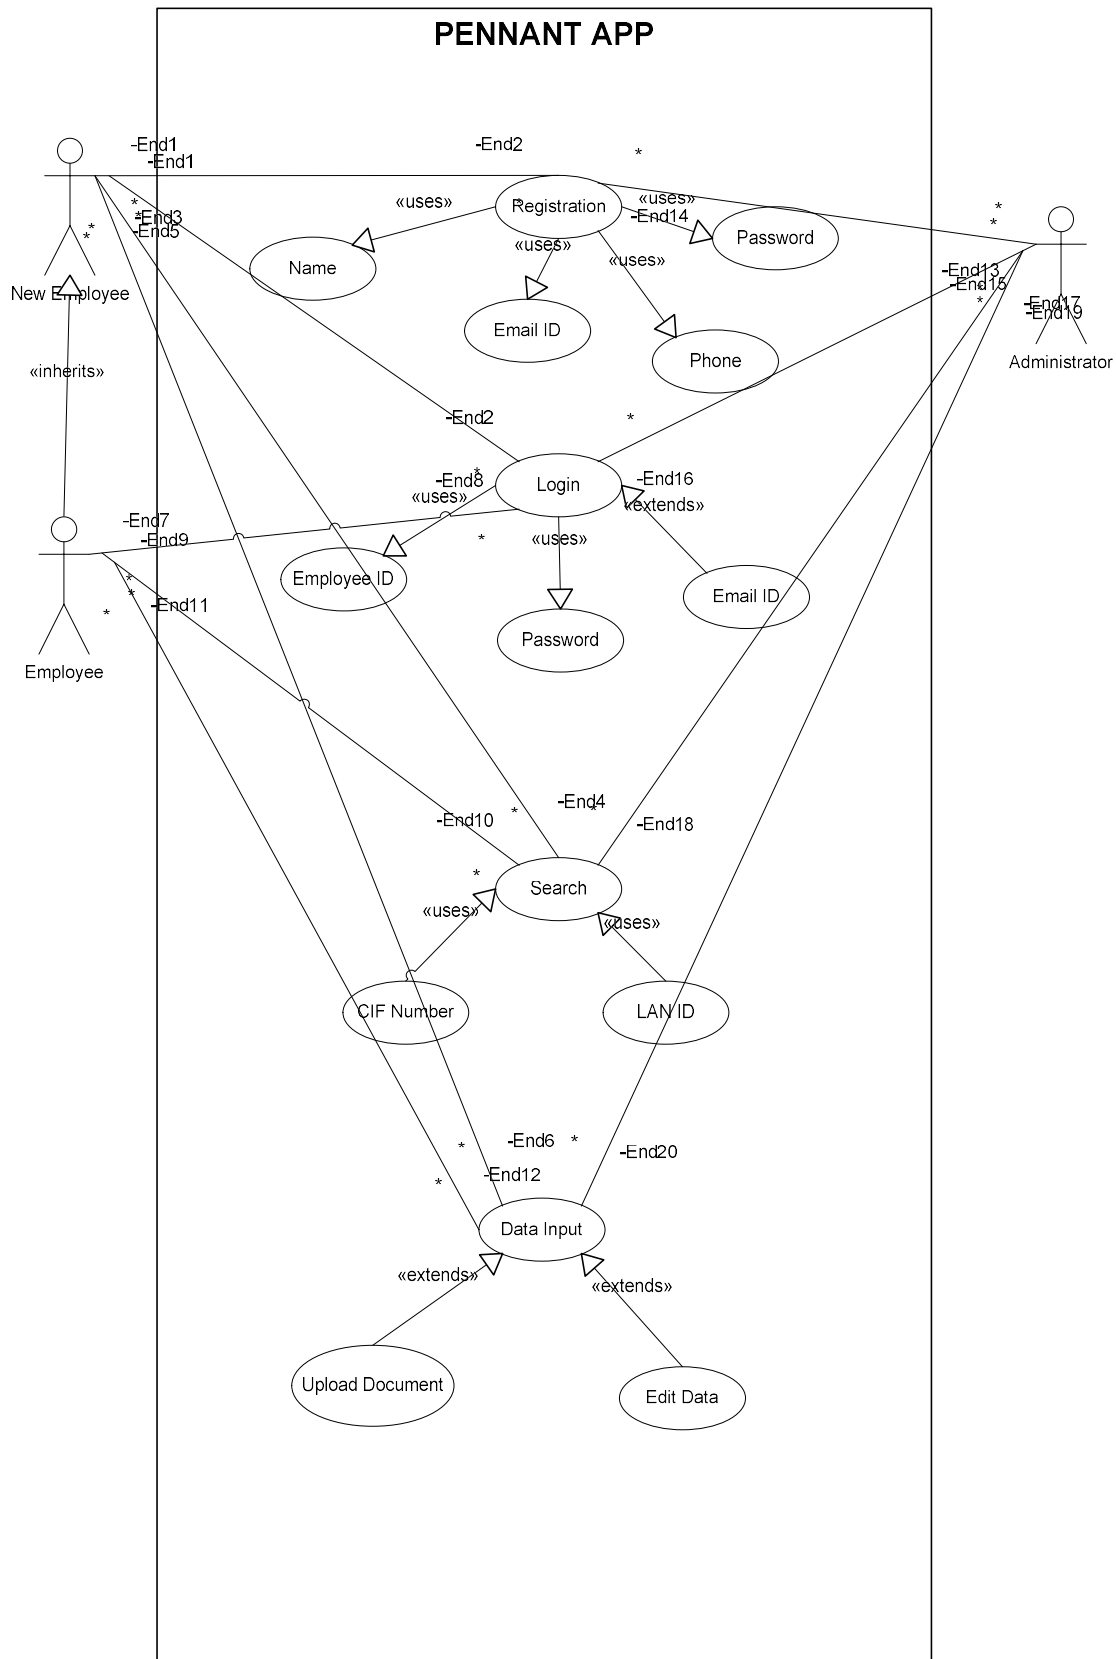 PENNANT APP
-End1
-End2
*
-End1
«uses»
*
Registration
«uses»
*
*
-End3
*
-End14
*
-End5
*
*
Password
«uses»
«uses»
New Employee
Name
-End13
-End15
*
*
-End17
-End19
Email ID
Phone
Administrator
«inherits»
-End2
*
*
-End8
-End16
Login
«uses»
«extends»
-End7
-End9
*
«uses»
*
*
Employee ID
Email ID
-End11
*
Password
Employee
-End4
*
*
-End10
-End18
*
Search
«uses»
«uses»
CIF Number
LAN ID
-End6
*
*
-End20
-End12
*
Data Input
«extends»
«extends»
Upload Document
Edit Data